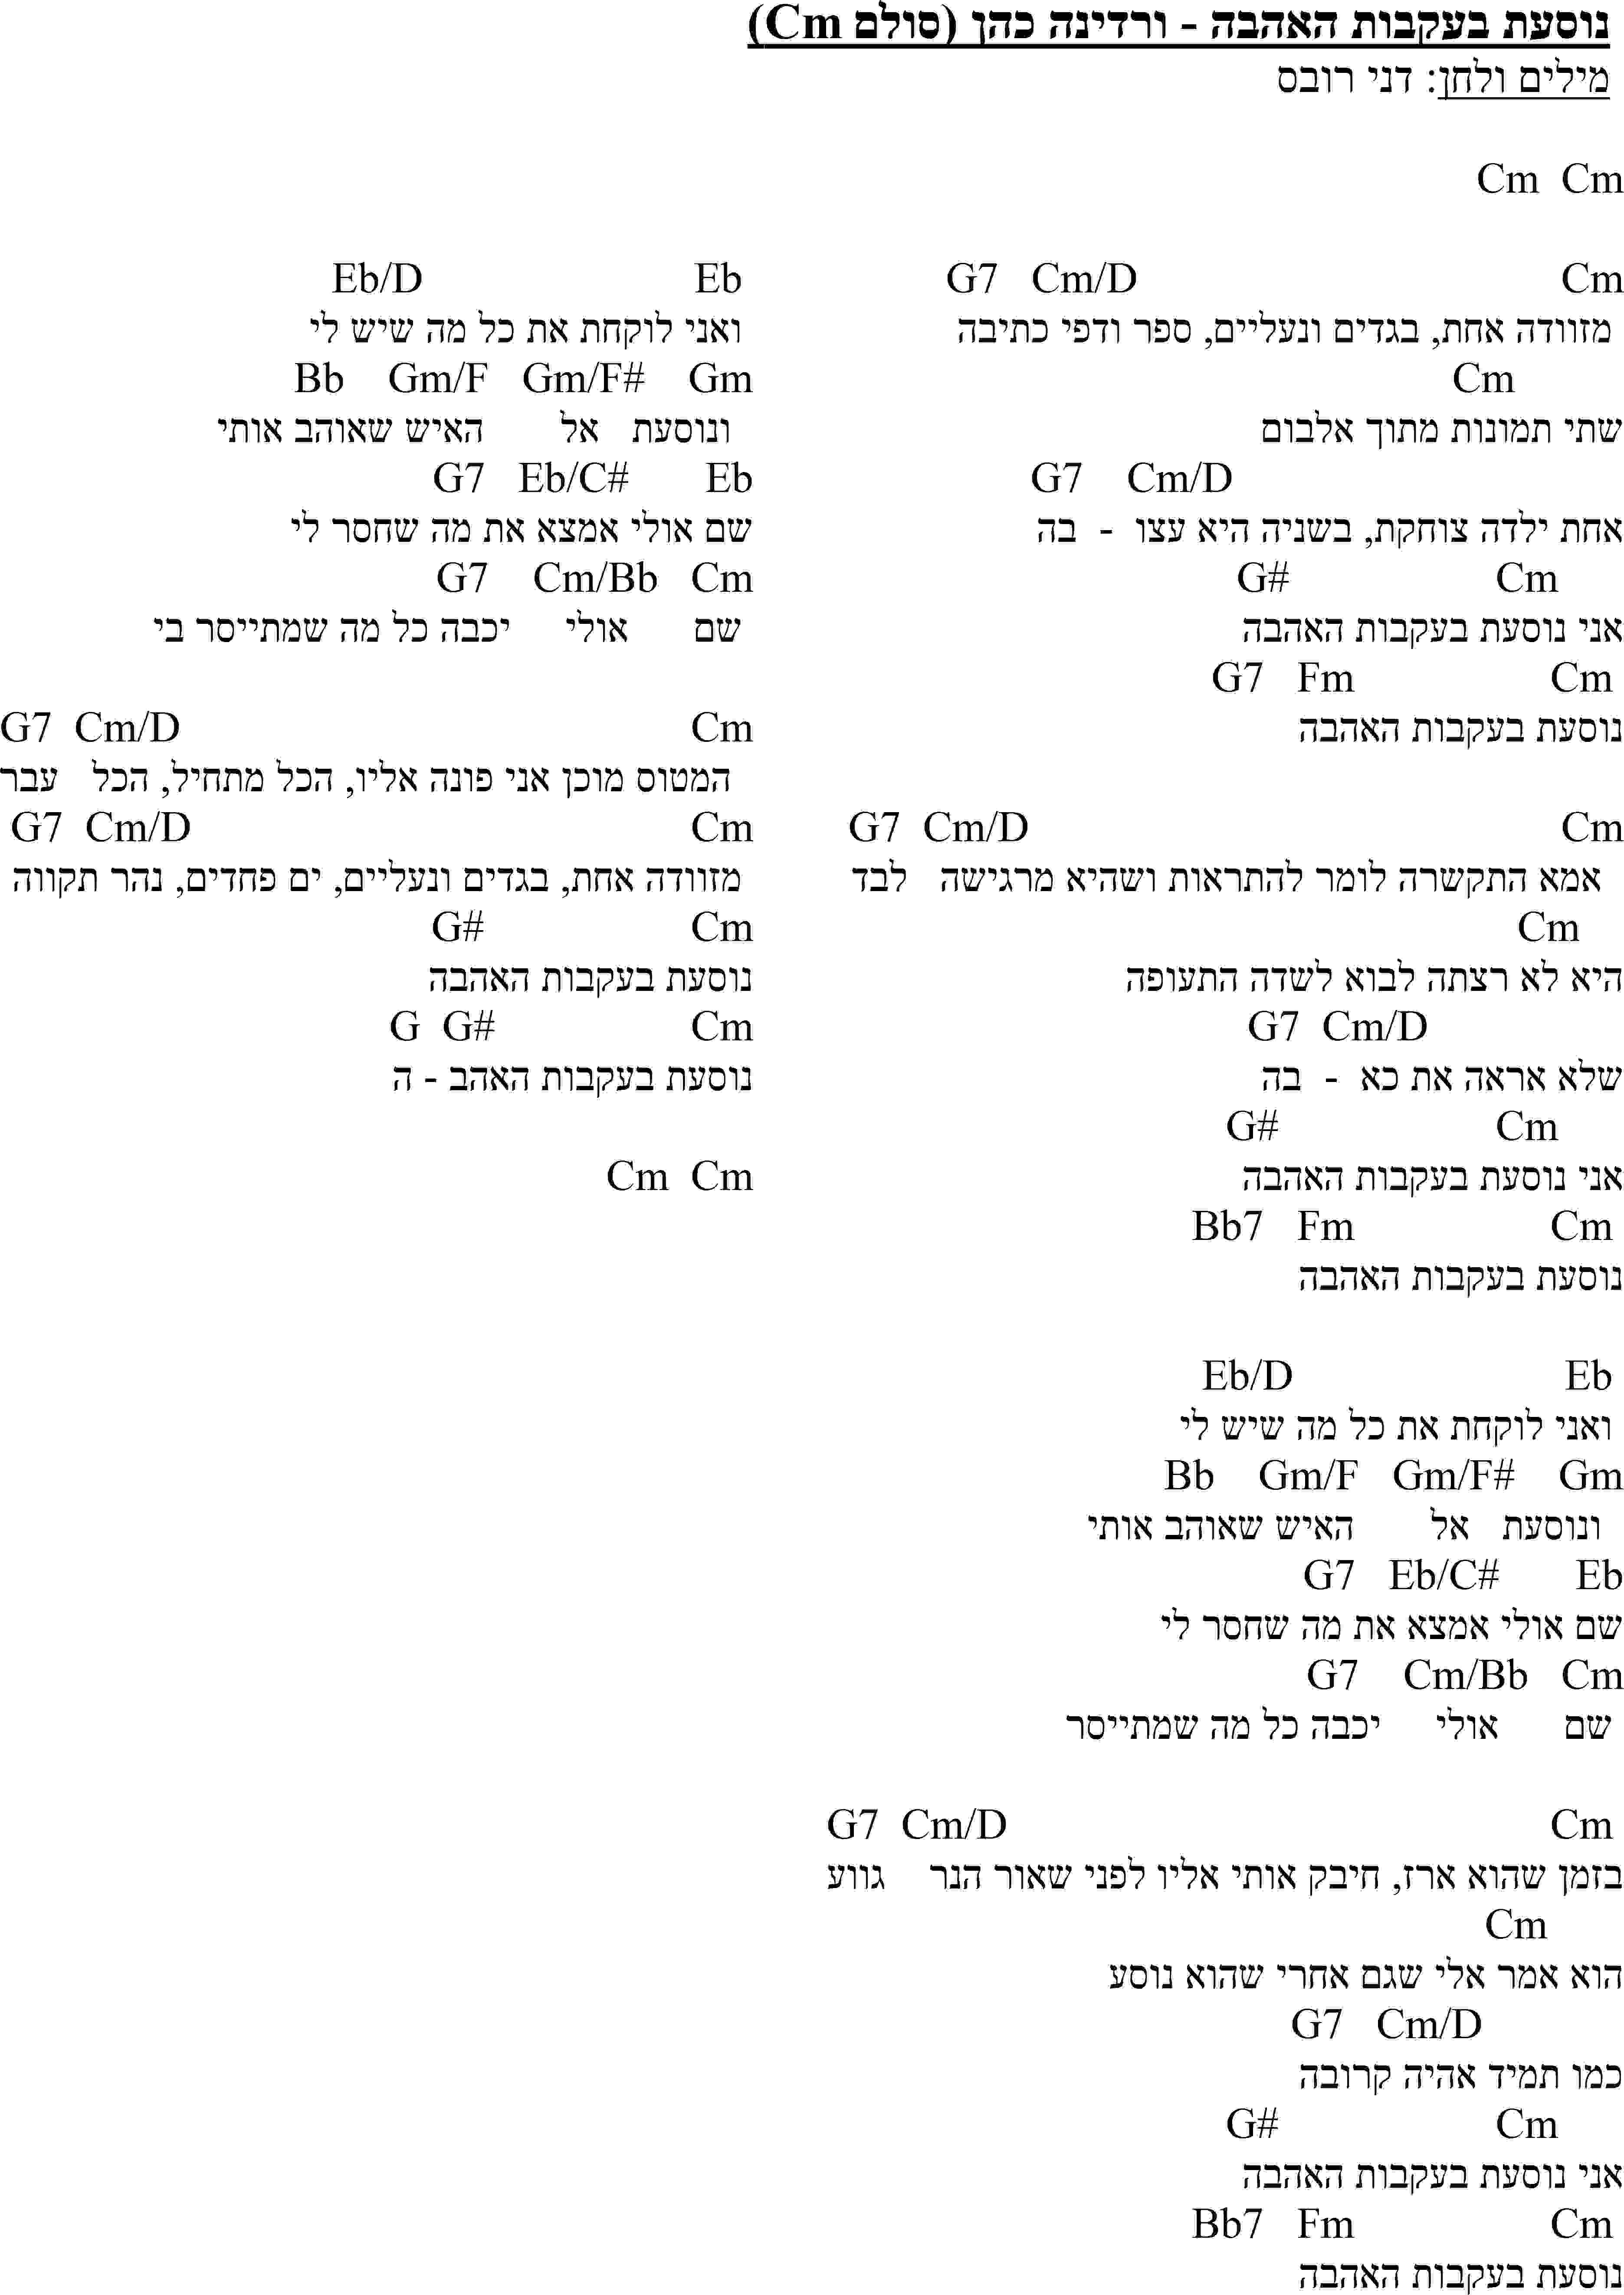 נוסעת בעקבות האהבה - ורדינה כהן (סולם Cm)
מילים ולחן: דני רובס
Cm  Cm
Cm  Cm/D  G7
מזוודה אחת, בגדים ונעליים, ספר ודפי כתיבה
Cm
שתי תמונות מתוך אלבום
Cm/D  G7
אחת ילדה צוחקת, בשניה היא עצו - בה
Cm  G#
אני נוסעת בעקבות האהבה
Cm  Fm  G7
נוסעת בעקבות האהבה
Cm  Cm/D  G7
אמא התקשרה לומר להתראות ושהיא מרגישה לבד
Cm
היא לא רצתה לבוא לשדה התעופה
Cm/D  G7
שלא אראה את כא - בה
Cm  G#
אני נוסעת בעקבות האהבה
Cm  Fm  Bb7
נוסעת בעקבות האהבה
Eb  Eb/D
ואני לוקחת את כל מה שיש לי
Gm  Gm/F#  Gm/F  Bb
ונוסעת אל האיש שאוהב אותי
Eb  Eb/C#  G7
שם אולי אמצא את מה שחסר לי
Cm  Cm/Bb  G7
שם אולי יכבה כל מה שמתייסר
Cm  Cm/D  G7
בזמן שהוא ארז, חיבק אותי אליו לפני שאור הנר גווע
Cm
הוא אמר אלי שגם אחרי שהוא נוסע
Cm/D  G7
כמו תמיד אהיה קרובה
Cm  G#
אני נוסעת בעקבות האהבה
Cm  Fm  Bb7
נוסעת בעקבות האהבה
Eb  Eb/D
ואני לוקחת את כל מה שיש לי
Gm  Gm/F#  Gm/F  Bb
ונוסעת אל האיש שאוהב אותי
Eb  Eb/C#  G7
שם אולי אמצא את מה שחסר לי
Cm  Cm/Bb  G7
שם אולי יכבה כל מה שמתייסר בי
Cm  Cm/D  G7
המטוס מוכן אני פונה אליו, הכל מתחיל, הכל עבר
Cm  Cm/D  G7
מזוודה אחת, בגדים ונעליים, ים פחדים, נהר תקווה
Cm  G#
נוסעת בעקבות האהבה
Cm  G#  G
נוסעת בעקבות האהב - ה
Cm  Cm